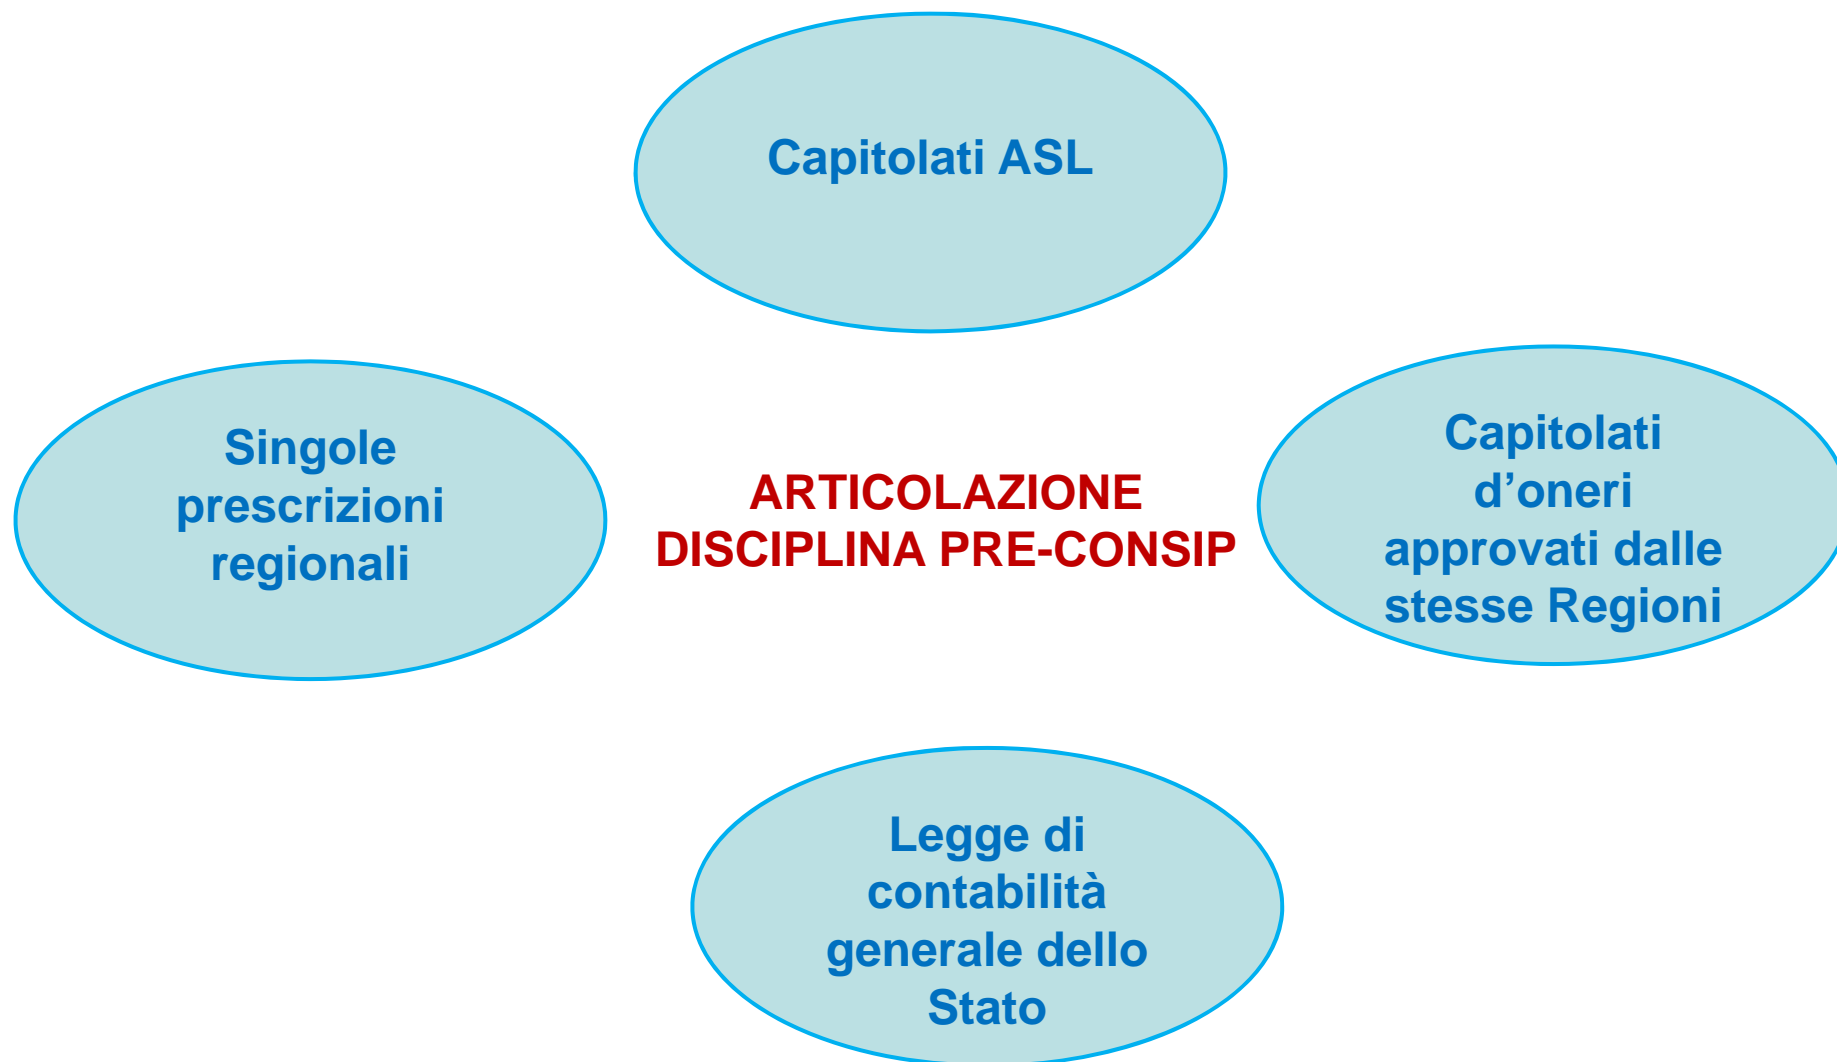 Capitolati ASL
Singole
prescrizioni
regionali
ARTICOLAZIONE
DISCIPLINA PRE-CONSIP
Capitolati
d’oneri
approvati dalle
stesse Regioni
Legge di
contabilità
generale dello
Stato